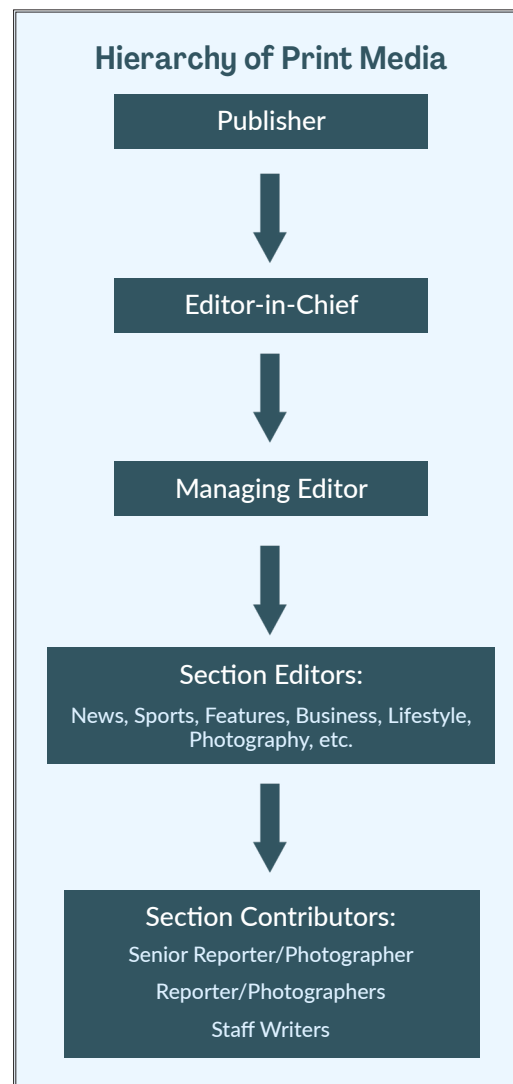 Hierarchy of Print Media
Publisher
Editor-in-Chief
Managing Editor
Section Editors:
News, Sports, Features, Business, Lifestyle,
Photography, etc.
Section Contributors:
Senior Reporter/Photographer
Reporter/Photographers
Staff Writers